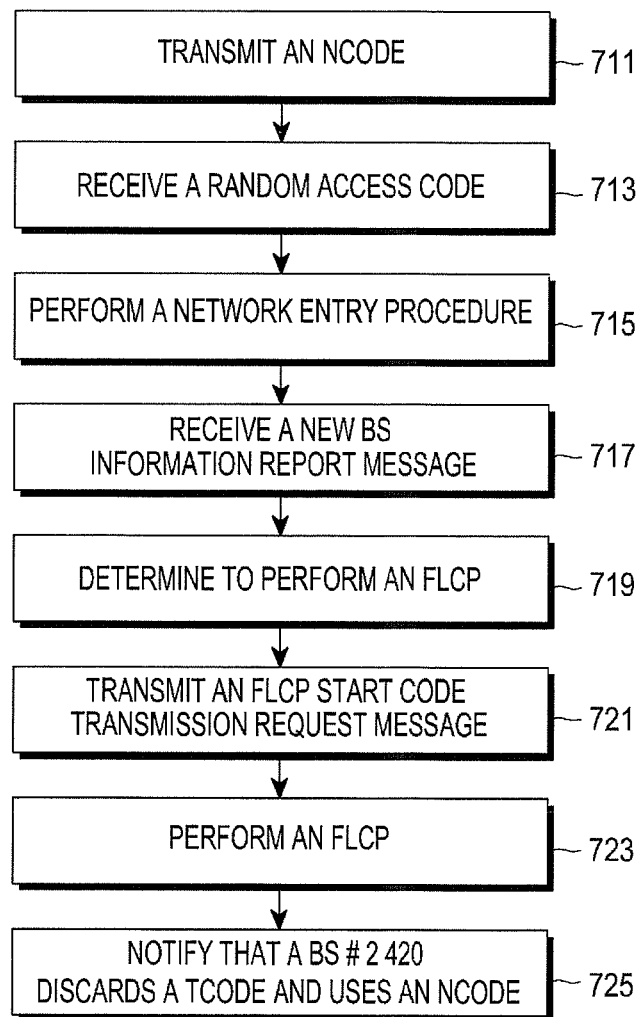 TRANSMIT AN NCODE
711
RECEIVE A RANDOM ACCESS CODE
713
PERFORM A NETWORK ENTRY PROCEDURE
715
RECEIVE A NEW BS
INFORMATION REPORT MESSAGE
717
DETERMINE TO PERFORM AN FLCP
719
TRANSMIT AN FLCP START CODE
TRANSMISSION REQUEST MESSAGE
721
PERFORM AN FLCP
723
NOTIFY THAT A BS # 2 420
DISCARDS A TCODE AND USES AN NCODE
725